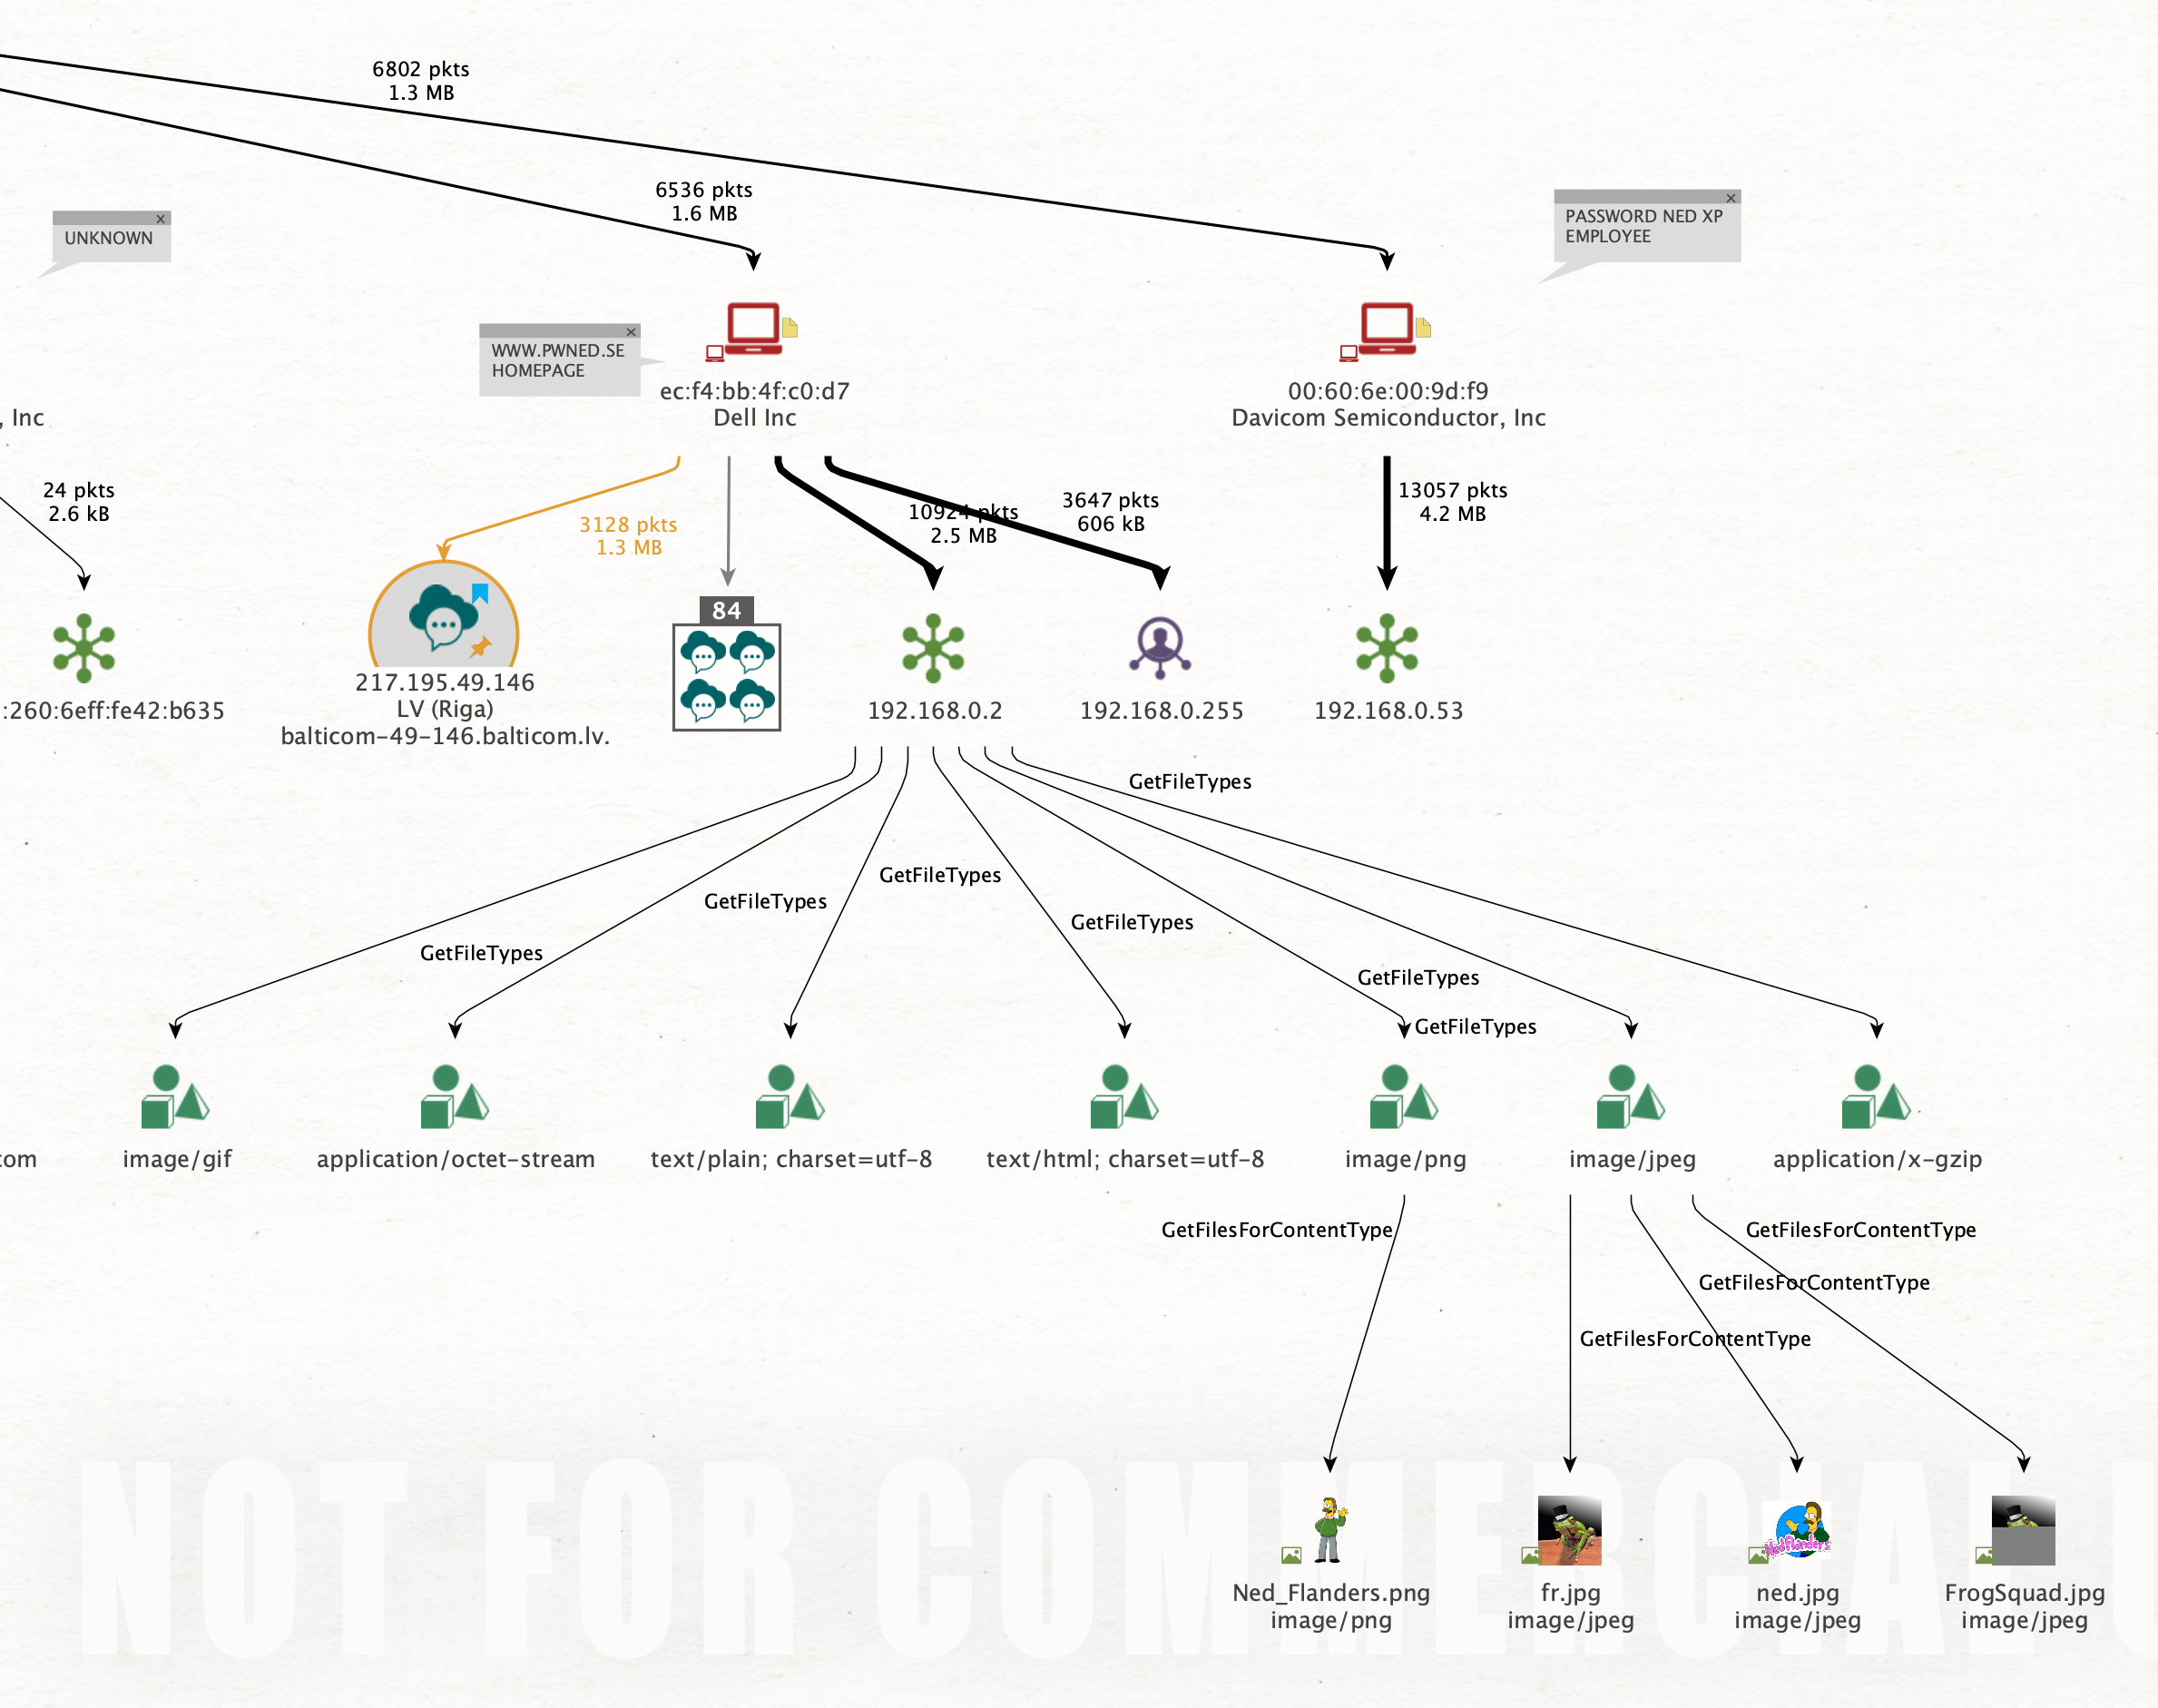 6802 pkts
1.3 MB
6536 pkts
1.6 MB
UNKNOWN
PASSWORD NED XP
EMPLOYEE
WWW.PWNED.SE
HOMEPAGE
ec:f4:bb:4f:c0:d7
Dell Inc
00:60:6e:00:9d:f9
Davicom Semiconductor, Inc
, Inc
24 pkts
2.6 kB
3128 pkts
1.3 MB
10924 pkts
2.5 MB
3647 pkts
606 kB
13057 pkts
4.2 MB
84
:260:6eff:fe42:b635
217.195.49.146
LV (Riga)
balticom-49-146.balticom.lv.
192.168.0.2
192.168.0.255
192.168.0.53
GetFileTypes
GetFileTypes
GetFileTypes
GetFileTypes
GetFileTypes
GetFileTypes
GetFileTypes
com
image/gif
application/octet-stream
text/plain; charset=utf-8
text/html; charset=utf-8
image/png
image/jpeg
application/x-gzip
GetFilesForContentType
GetFilesForContentType
GetFilesForContentType
GetFilesForContentType
NOT FOR COMMERCIAL U
Ned Flanders
Ned_Flanders.png
image/png
fr.jpg
image/jpeg
ned.jpg
image/jpeg
FrogSquad.jpg
image/jpeg